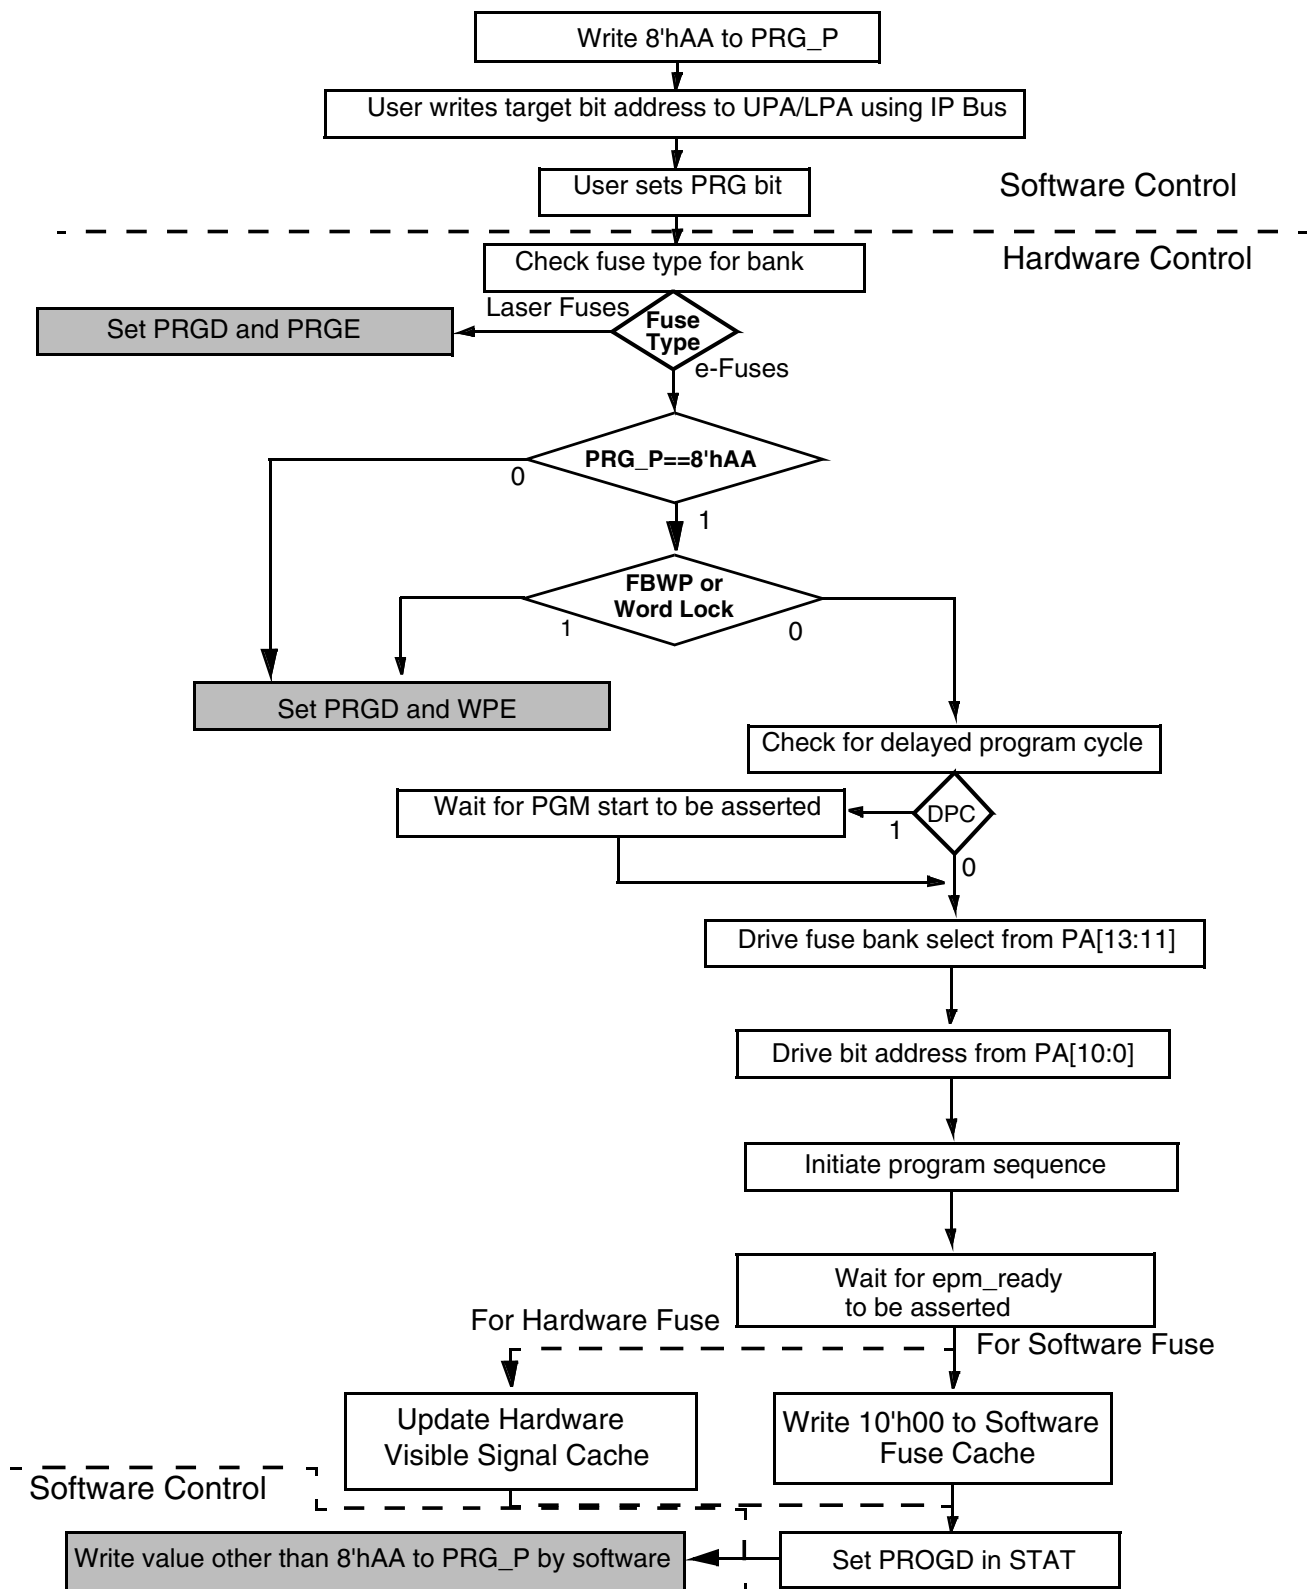 Write 8'hAA to PRG_P
User writes target bit address to UPA/LPA using IP Bus
User sets PRG bit
Software Control
Hardware Control
Check fuse type for bank
Laser Fuses
Fuse
Type
Set PRGD and PRGE
e-Fuses
PRG_P==8'hAA
0
1
FBWP or
Word Lock
1
0
Set PRGD and WPE
Check for delayed program cycle
Wait for PGM start to be asserted
DPC
1
0
Drive fuse bank select from PA[13:11]
Drive bit address from PA[10:0]
Initiate program sequence
Wait for epm_ready
to be asserted
For Hardware Fuse
For Software Fuse
Update Hardware
Visible Signal Cache
Write 10'h00 to Software
Fuse Cache
Software Control
Write value other than 8'hAA to PRG_P by software
Set PROGD in STAT